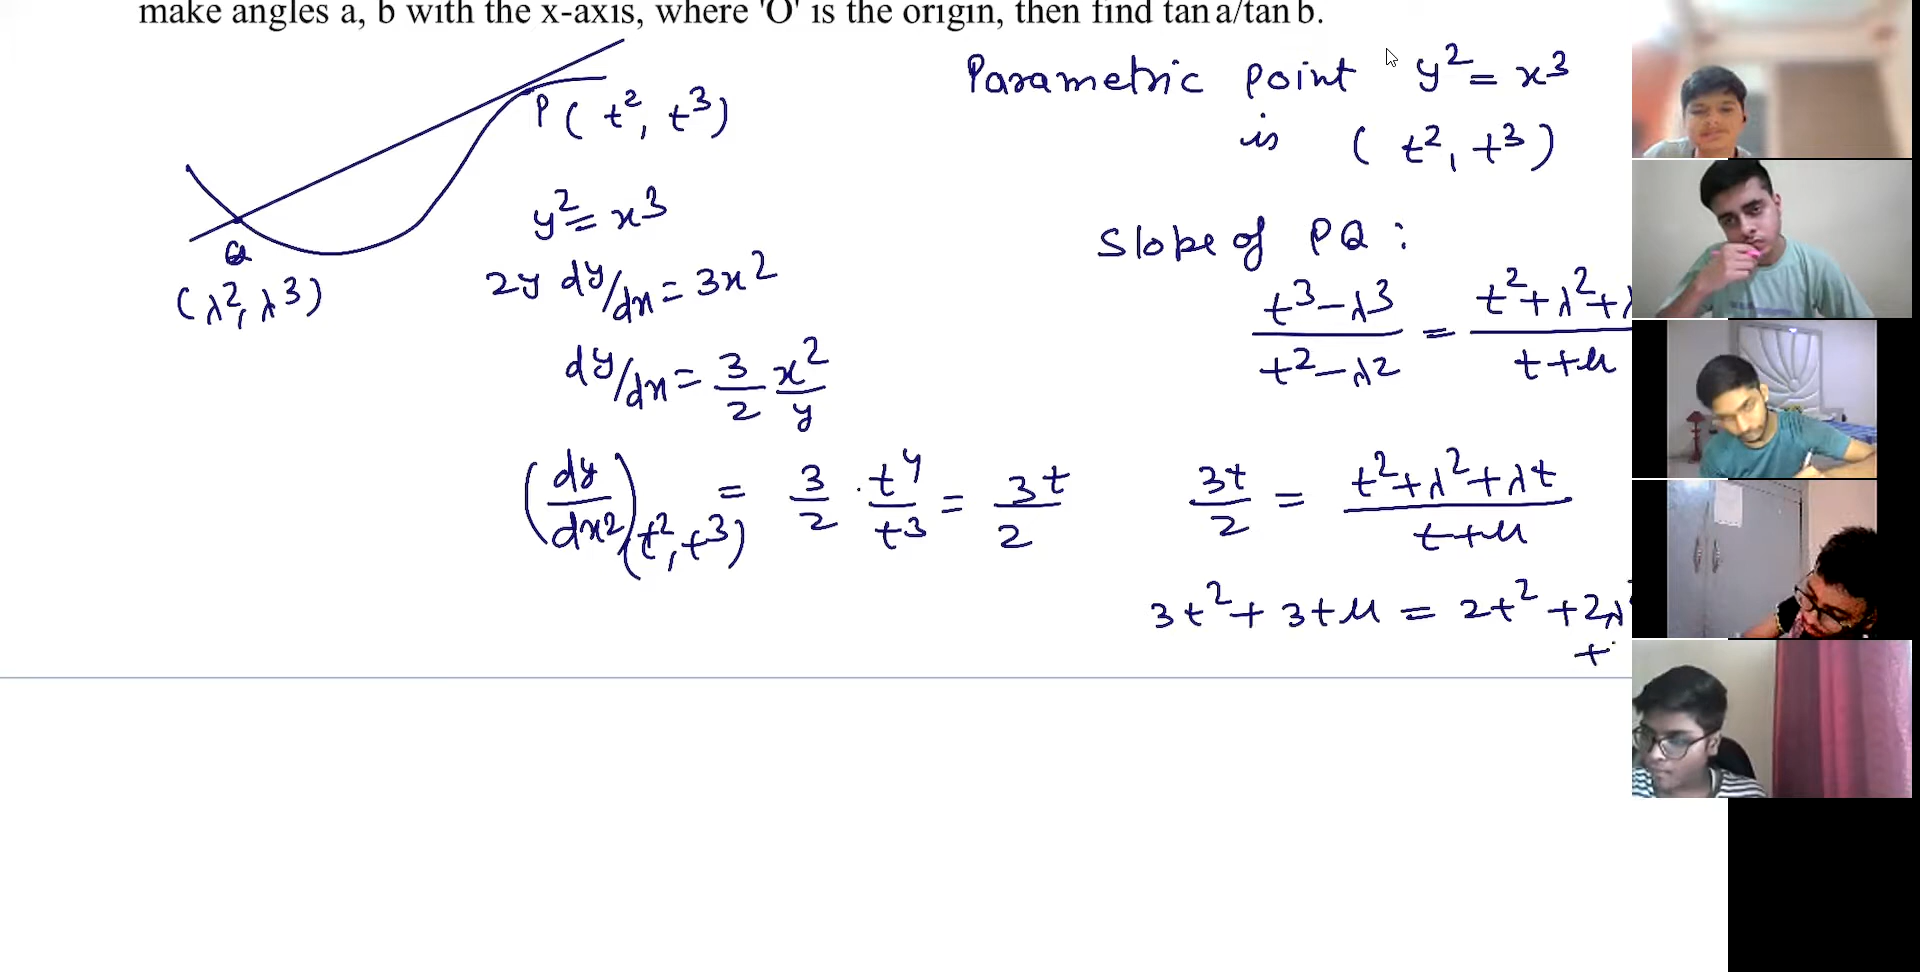 make angles a, b with the x-axis, where 'O' is the origin, then find tan a/tan b.
P(t², t³)
Q
(λ², λ³)
y² = x³
2y dy/dx = 3x²
dy/dx = 3/2 x²/y
(dy/dx2)(t², t³) = 3/2 · t⁴/t³ = 3t/2
Parametric point y² = x³
is (t², t³)
Slope of PQ :
t³-λ³/t²-λ² = t²+λ²+λ/t+μ
3t/2 = t²+λ²+λt/t+μ
3t² + 3tμ = 2t² + 2λ
+